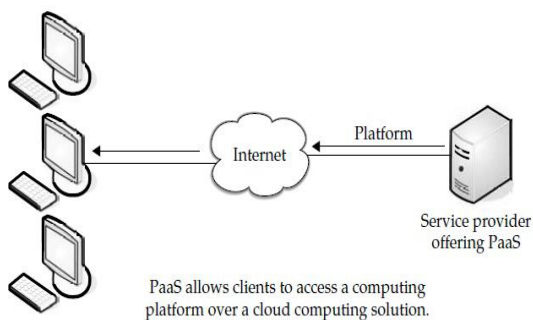 Platform
Internet
Service provider
offering PaaS
PaaS allows clients to access a computing
platform over a cloud computing solution.